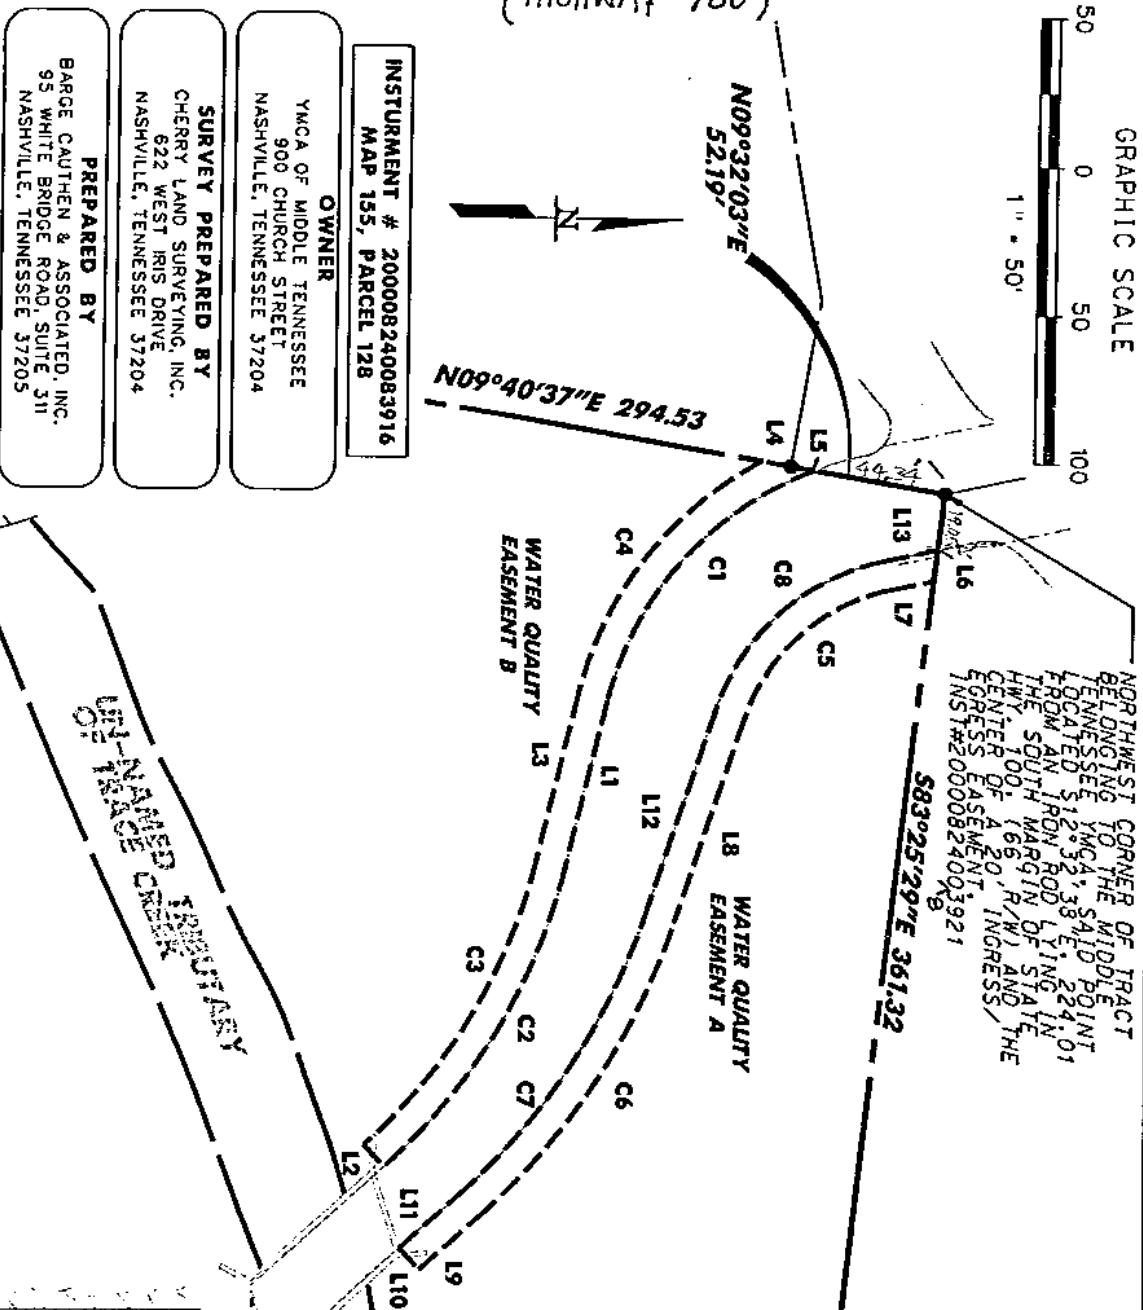 GRAPHIC SCALE
50 0 50 100
1" = 50'
NORTHWEST CORNER OF TRACT
BELONGING TO THE MIDDLE
TENNESSEE YMCA, SAID POINT
LOCATED S12°32'38"E, 224.01
FROM AN IRON ROD LYING IN
THE SOUTH MARGIN OF STATE
HWY. 100, (66' R/W) AND THE
CENTER OF A 20' INGRESS/
EGRESS EASEMENT,
INST#20000824003921
S83°25'29"E 361.32
N09°32'03"E
52.19'
44.34'
L13
L6
L7
L5
L4
N09°40'37"E 294.53
C8
C5
C1
C4
L12
L8
L1
L3
WATER QUALITY
EASEMENT A
WATER QUALITY
EASEMENT B
C6
C7
C2
C3
L9
L10
L11
L2
UN-NAMED TRIBUTARY
OF TRACE CREEK
N
INSTURMENT # 200008240083916
MAP 155, PARCEL 128
OWNER
YMCA OF MIDDLE TENNESSEE
900 CHURCH STREET
NASHVILLE, TENNESSEE 37204
SURVEY PREPARED BY
CHERRY LAND SURVEYING, INC.
622 WEST IRIS DRIVE
NASHVILLE, TENNESSEE 37204
PREPARED BY
BARGE CAUTHEN & ASSOCIATED, INC.
95 WHITE BRIDGE ROAD, SUITE 311
NASHVILLE, TENNESSEE 37205